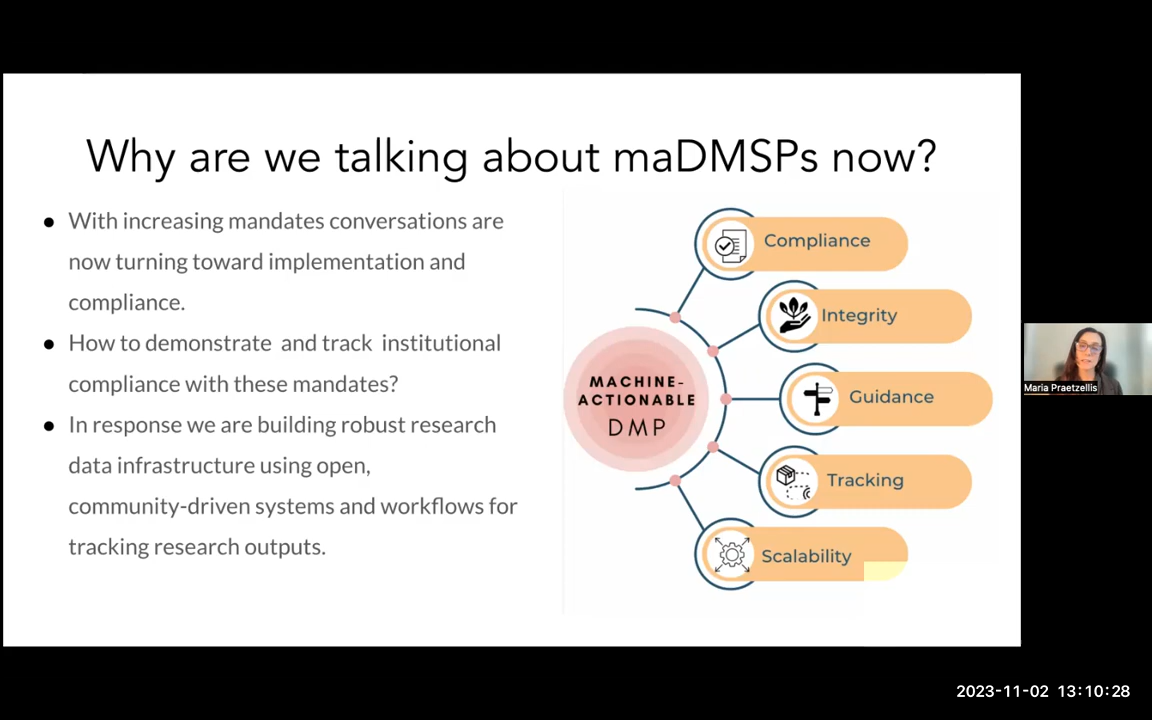 Why are we talking about maDMSPs now?
● With increasing mandates conversations are
now turning toward implementation and
compliance.
● How to demonstrate and track institutional
compliance with these mandates?
● In response we are building robust research
data infrastructure using open,
community-driven systems and workflows for
tracking research outputs.
MACHINE-
ACTIONABLE
DMP
Compliance
Integrity
Guidance
Tracking
Scalability
Maria Praetzellis
2023-11-02 13:10:28